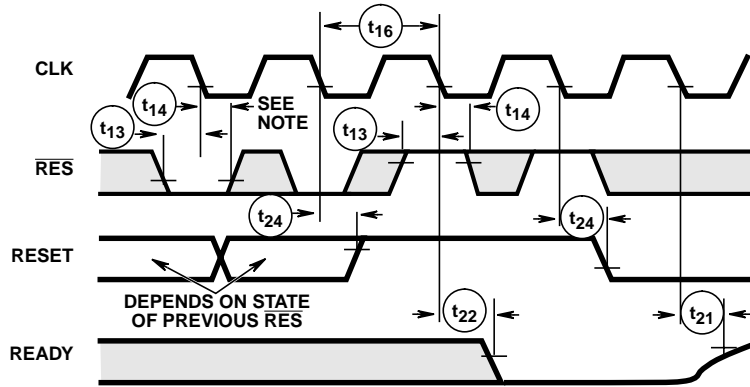 t16
CLK
t14
SEE
NOTE
t13
t13
t14
RES
t24
t24
RESET
DEPENDS ON STATE
OF PREVIOUS RES
t22
t21
READY